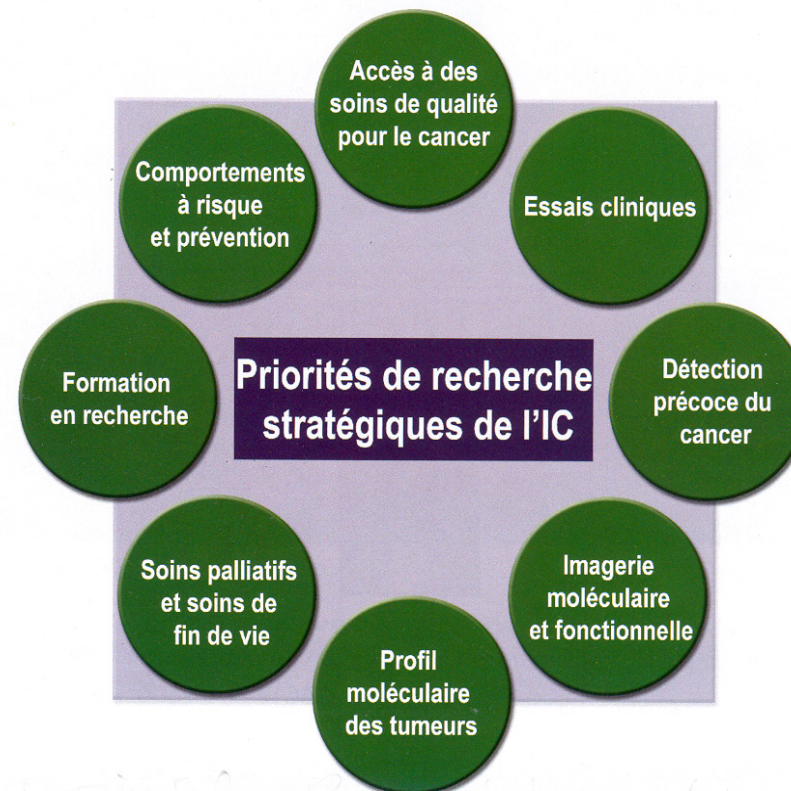 Accès à des
soins de qualité
pour le cancer
Essais cliniques
Détection
précoce du
cancer
Imagerie
moléculaire
et fonctionnelle
Profil
moléculaire
des tumeurs
Soins palliatifs
et soins de
fin de vie
Formation
en recherche
Comportements
à risque
et prévention
Priorités de recherche
stratégiques de l'IC